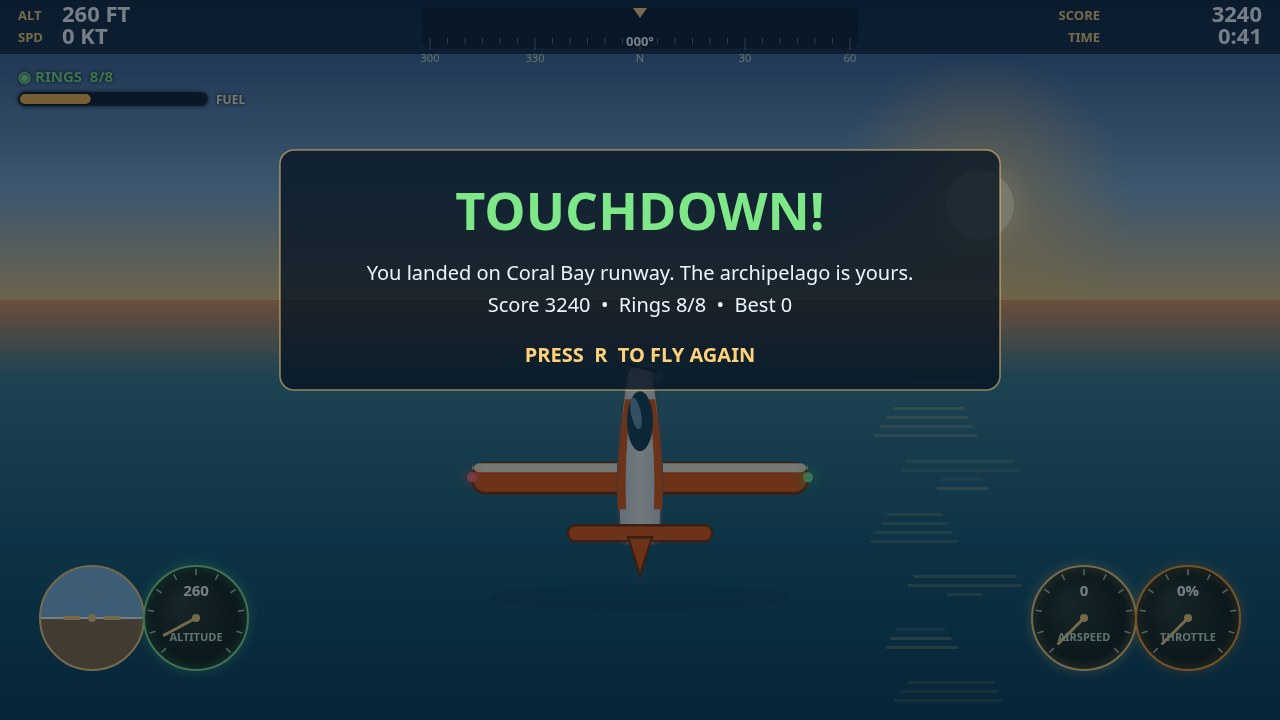 ALT 260 FT
SPD 0 KT
000°
300 330 N 30 60
SCORE 3240
TIME 0:41
◉ RINGS 8/8
FUEL
TOUCHDOWN!
You landed on Coral Bay runway. The archipelago is yours.
Score 3240 • Rings 8/8 • Best 0
PRESS R TO FLY AGAIN
260
ALTITUDE
0
AIRSPEED
0%
THROTTLE